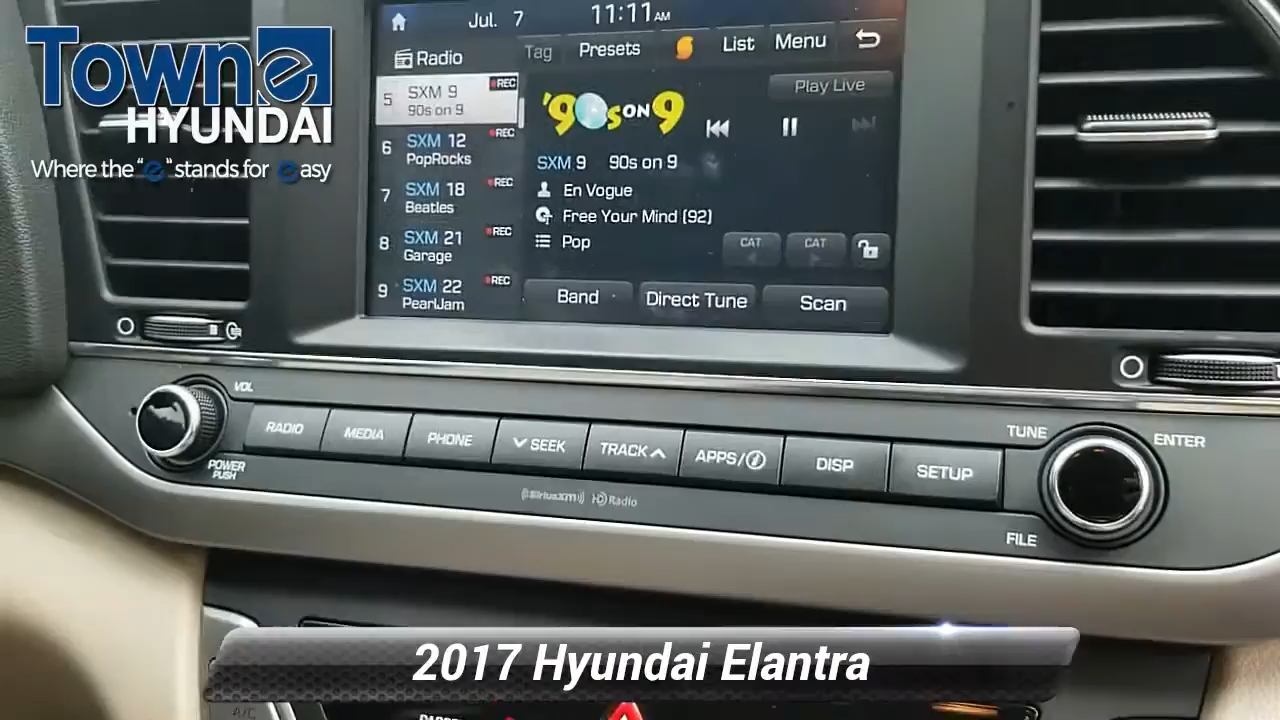 Towne
HYUNDAI
Where the "e" stands for easy
Jul. 7
11:11 AM
Radio
Tag
Presets
List
Menu
5 SXM 9 REC
90s on 9
6 SXM 12 REC
PopRocks
7 SXM 18 REC
Beatles
8 SXM 21 REC
Garage
9 SXM 22 REC
PearlJam
Play Live
'90s ON 9
SXM 9 90s on 9
En Vogue
Free Your Mind (92)
Pop
CAT
CAT
Band
Direct Tune
Scan
VOL
POWER
PUSH
RADIO
MEDIA
PHONE
SEEK
TRACK
APPS/i
DISP
SETUP
TUNE
ENTER
FILE
((SiriusXM))
HD Radio
2017 Hyundai Elantra
A/C